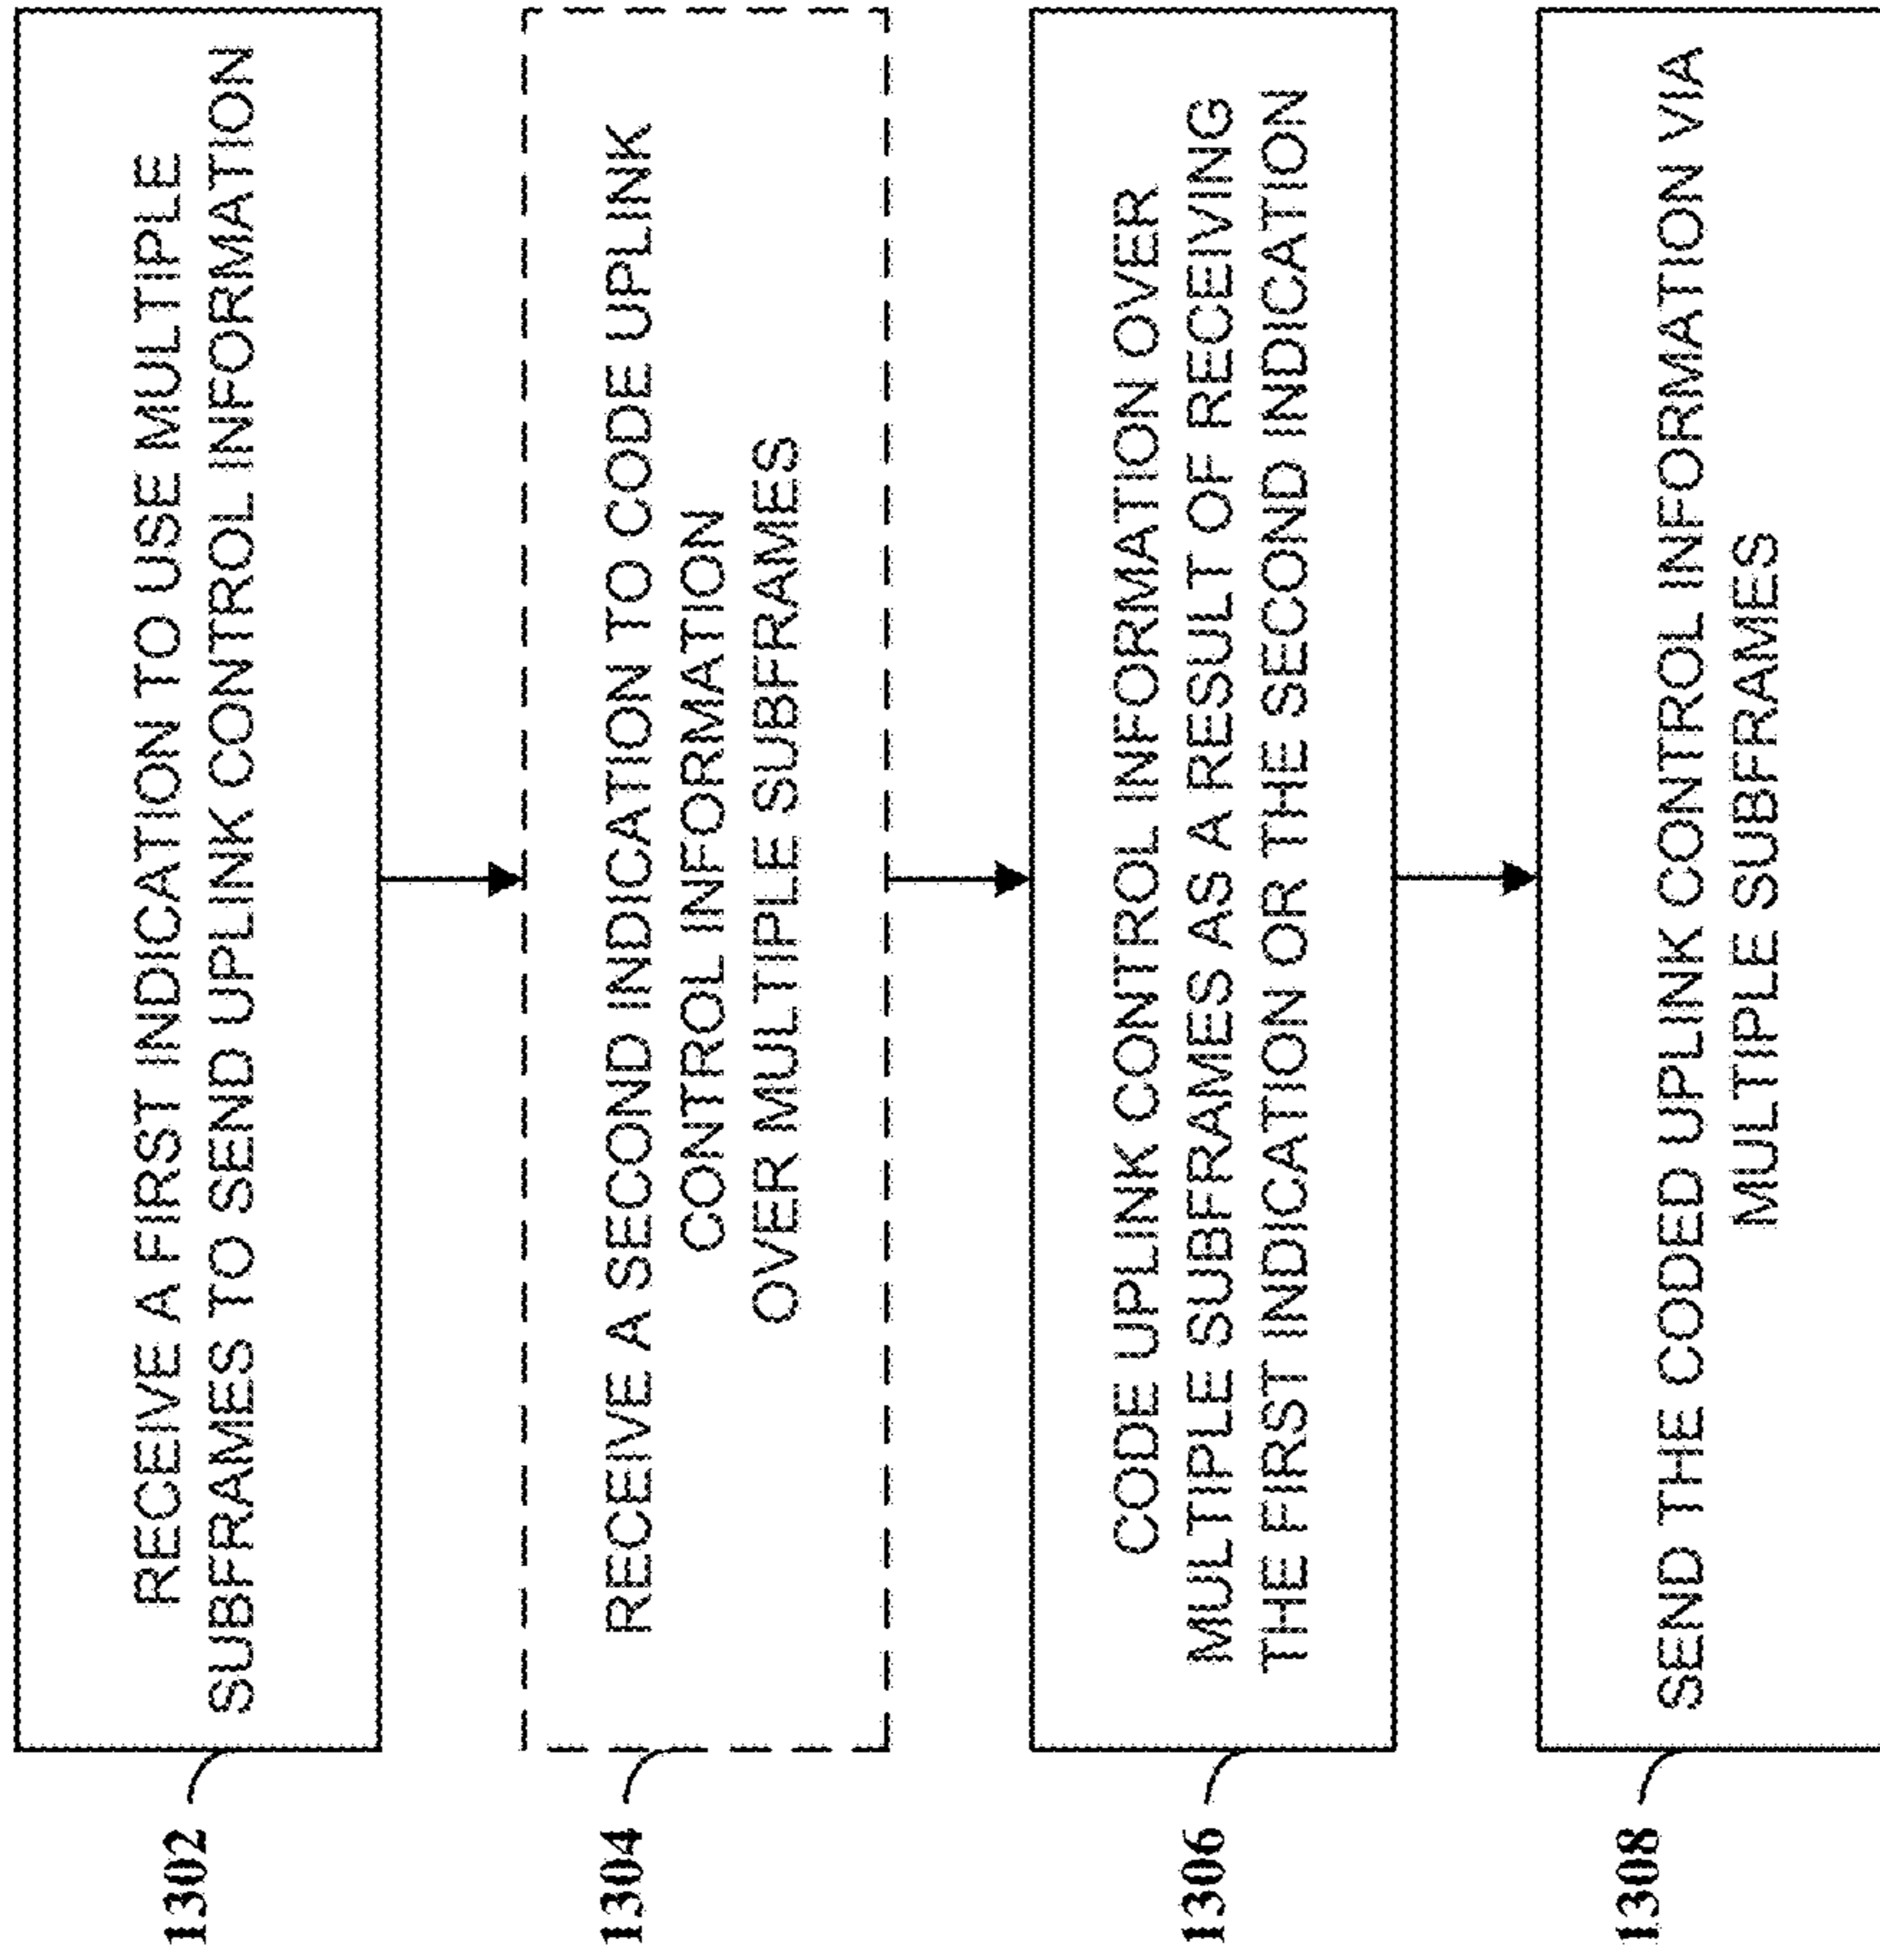 1302
RECEIVE A FIRST INDICATION TO USE MULTIPLE
SUBFRAMES TO SEND UPLINK CONTROL INFORMATION
1304
RECEIVE A SECOND INDICATION TO CODE UPLINK
CONTROL INFORMATION
OVER MULTIPLE SUBFRAMES
1306
CODE UPLINK CONTROL INFORMATION OVER
MULTIPLE SUBFRAMES AS A RESULT OF RECEIVING
THE FIRST INDICATION OR THE SECOND INDICATION
1308
SEND THE CODED UPLINK CONTROL INFORMATION VIA
MULTIPLE SUBFRAMES